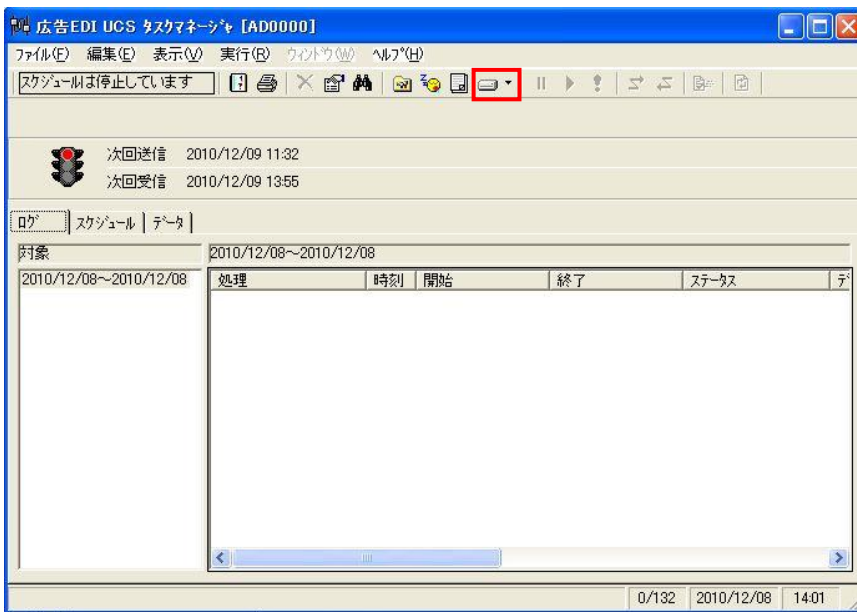 広告EDI UCS ﾀｽｸﾏﾈｰｼﾞｬ [AD0000]
ﾌｧｲﾙ(F) 編集(E) 表示(V) 実行(R) ｳｨﾝﾄﾞｳ(W) ﾍﾙﾌﾟ(H)
ｽｹｼﾞｭｰﾙは停止しています
次回送信 2010/12/09 11:32
次回受信 2010/12/09 13:55
ﾛｸﾞ ｽｹｼﾞｭｰﾙ ﾃﾞｰﾀ
対象 2010/12/08～2010/12/08
2010/12/08～2010/12/08 処理 時刻 開始 終了 ｽﾃｰﾀｽ ﾃﾞ
0/132 2010/12/08 14:01